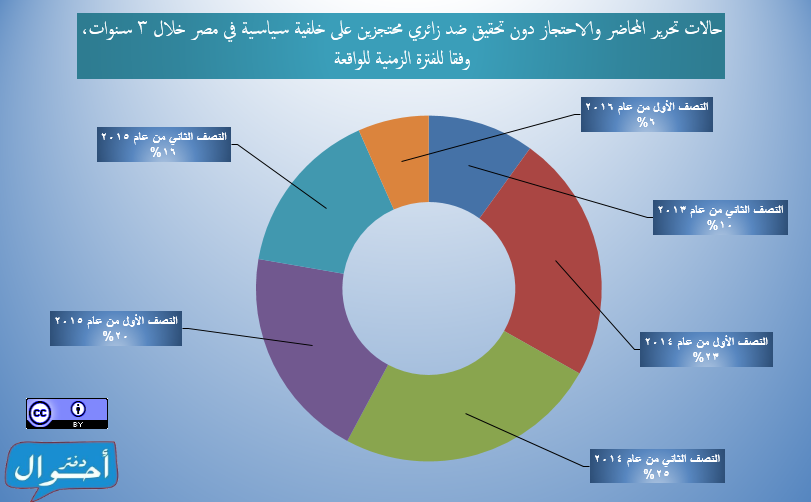 حالات تحرير المحاضر والاحتجاز دون تحقيق ضد زائري محتجزين على خلفية سياسية في مصر خلال ٣ سنوات،
وفقا للفترة الزمنية للواقعة
النصف الأول من عام ٢٠١٦
٦%
النصف الثاني من عام ٢٠١٥
١٦%
النصف الثاني من عام ٢٠١٣
١٠%
النصف الأول من عام ٢٠١٥
٢٠%
النصف الأول من عام ٢٠١٤
٢٣%
النصف الثاني من عام ٢٠١٤
٢٥%
cc
BY
دفتر
أحوال